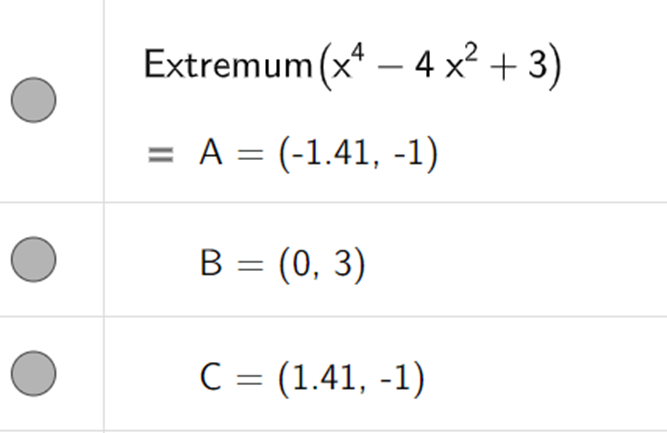 Extremum(x⁴ – 4 x² + 3)
= A = (-1.41, -1)
B = (0, 3)
C = (1.41, -1)